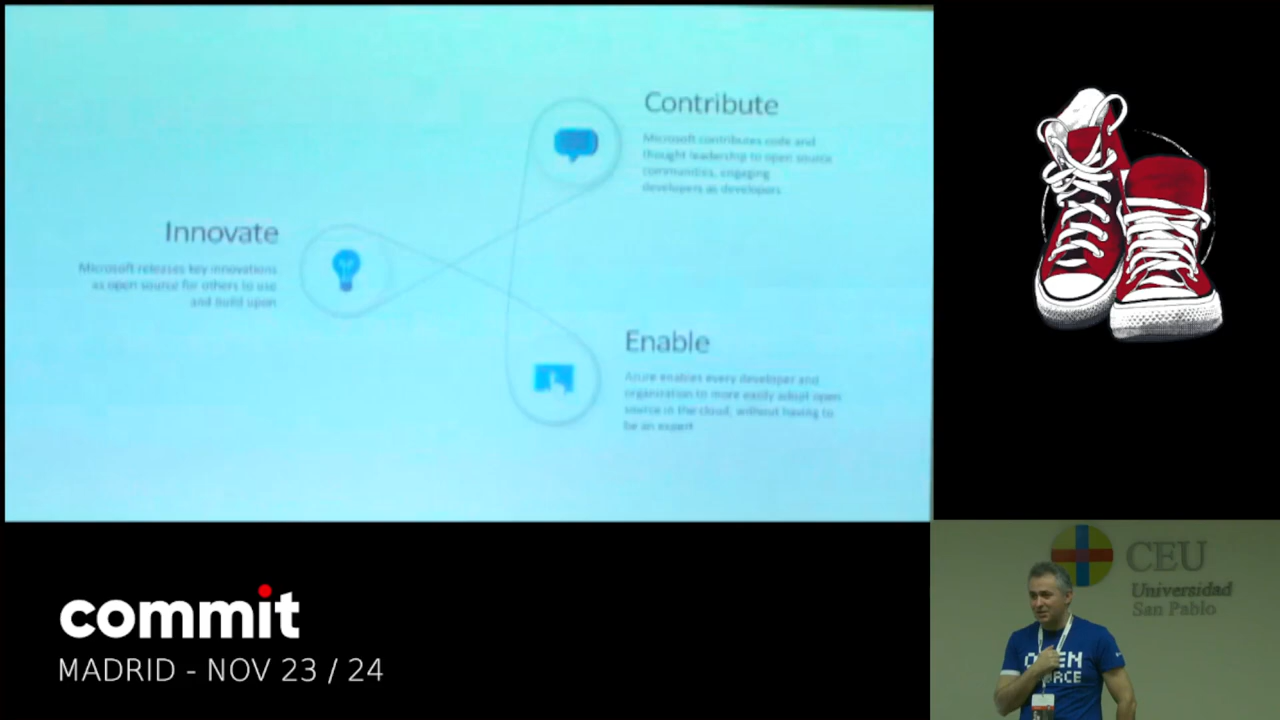 Contribute
Microsoft contributes code and
thought leadership to open source
communities, engaging
developers as developers
Innovate
Microsoft releases key innovations
as open source for others to use
and build upon
Enable
Azure enables every developer and
organization to more easily adopt open
source in the cloud, without having to
be an expert
commit
MADRID - NOV 23 / 24
CEU
Universidad
San Pablo